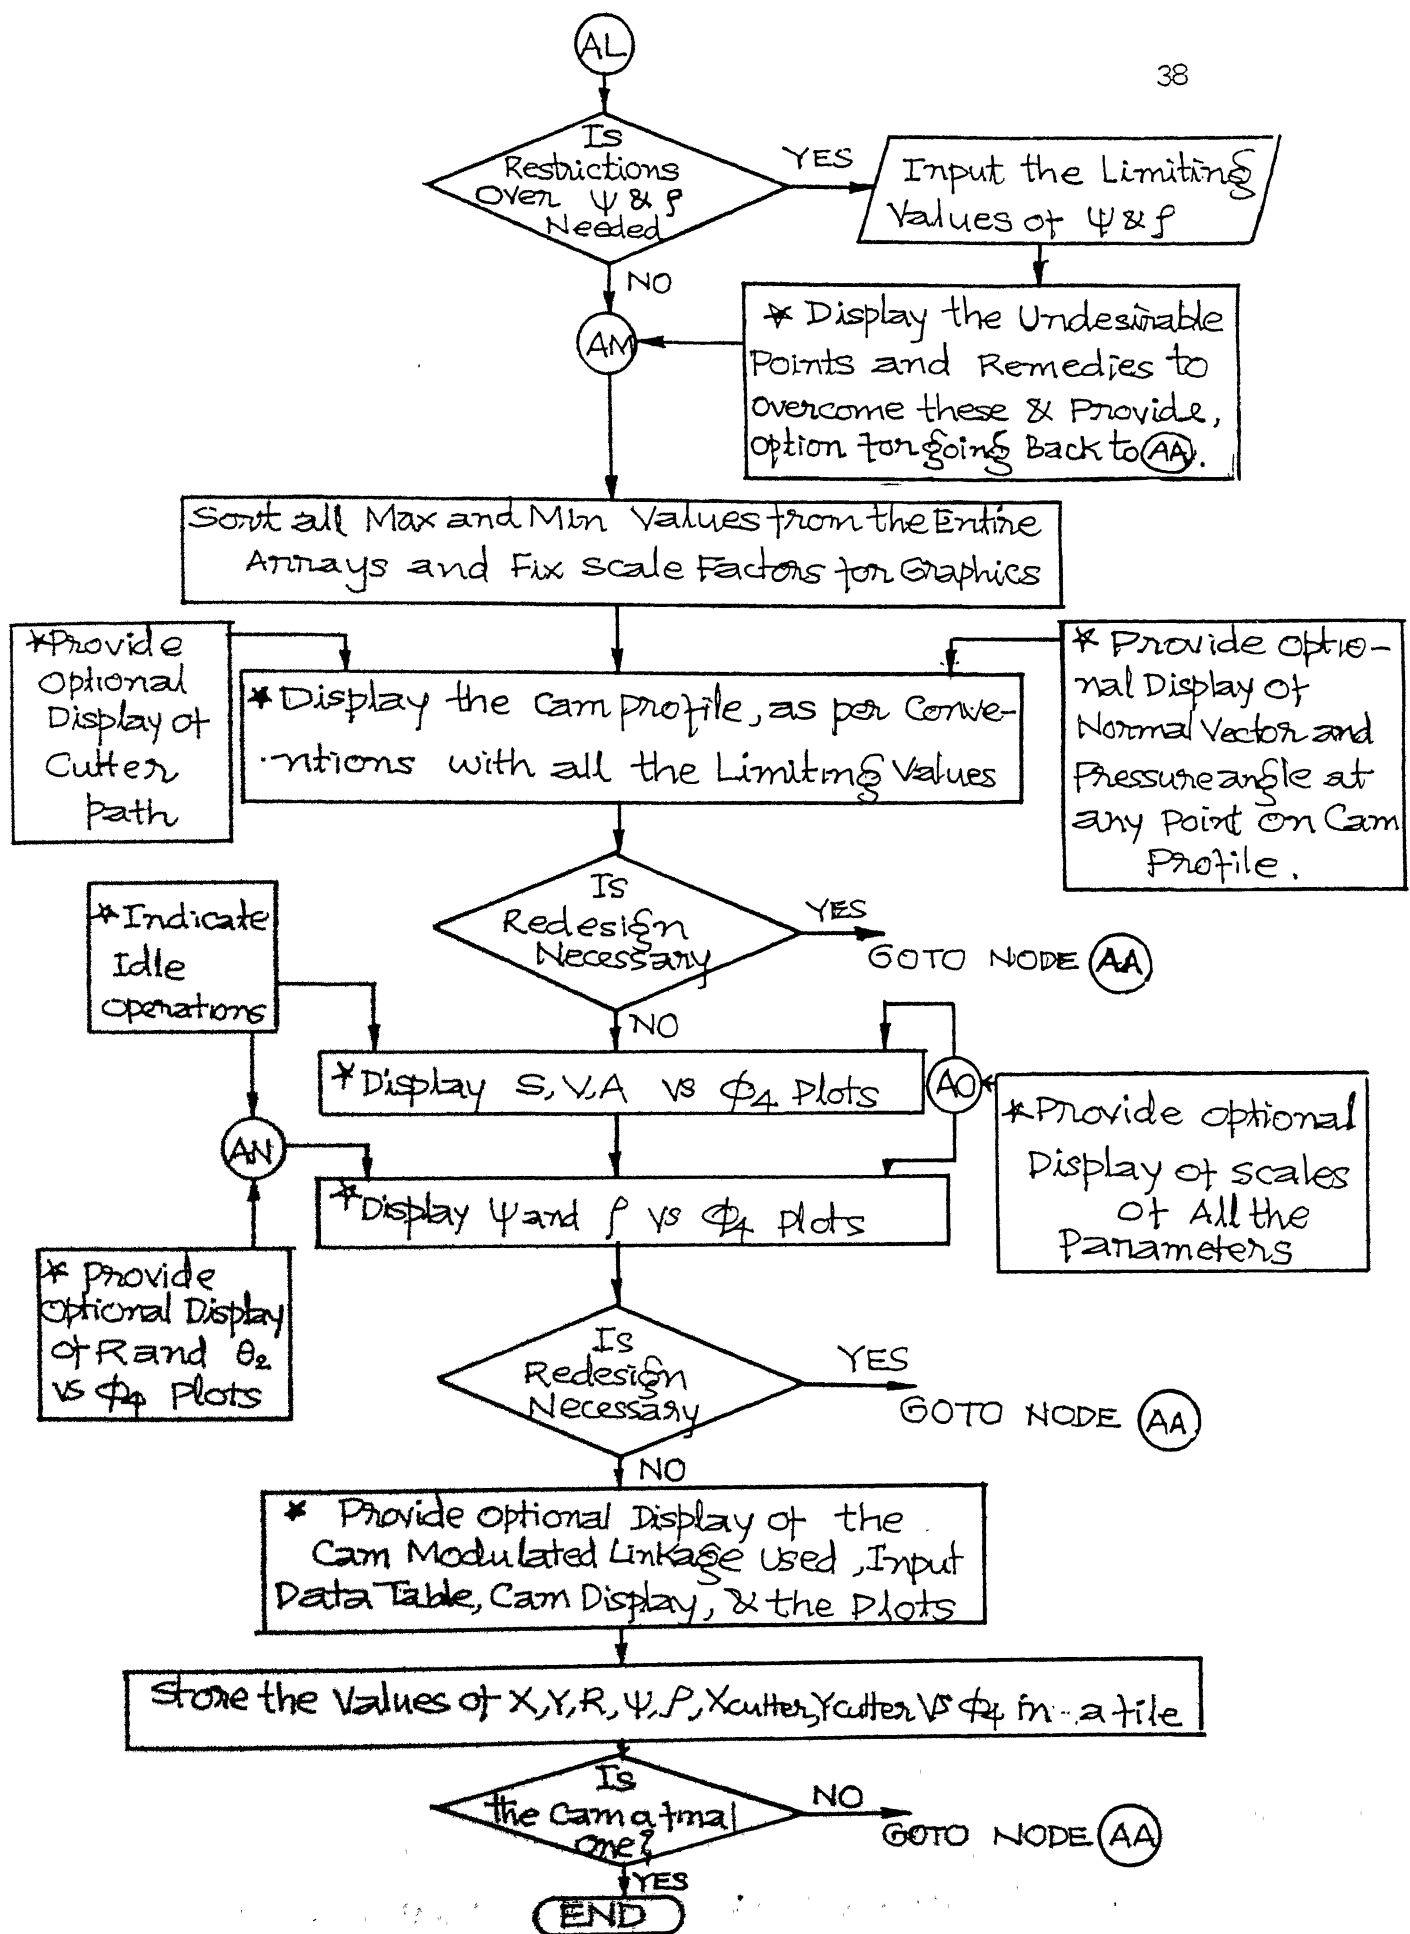 38
AL
Is
Restrictions
Over ψ & ρ
Needed
YES
Input the Limiting
Values of ψ & ρ
NO
AM
* Display the Undesirable
Points and Remedies to
Overcome these & Provide,
option for going Back to AA.
Sort all Max and Min Values from the Entire
Arrays and Fix Scale Factors for Graphics
*Provide
Optional
Display of
Cutter
Path
* Display the Cam profile, as per Conve-
ntions with all the Limiting Values
* Provide Optio-
nal Display of
Normal Vector and
Pressure angle at
any Point on Cam
Profile.
Is
Redesign
Necessary
YES
GOTO NODE AA
NO
*Indicate
Idle
Operations
*Display S,V,A vs φ4 Plots
AO
*Provide Optional
Display of Scales
of All the
Parameters
AN
*Display ψ and ρ vs φ4 plots
* Provide
Optional Display
of R and θ2
vs φ4 Plots
Is
Redesign
Necessary
YES
GOTO NODE AA
NO
* Provide Optional Display of the
Cam Modulated Linkage used, Input
Data Table, Cam Display, & the Plots
Store the Values of X,Y,R,ψ,ρ,Xcutter,Ycutter Vs φ4 in a file
Is
the Cam a final
one?
NO
GOTO NODE AA
YES
END